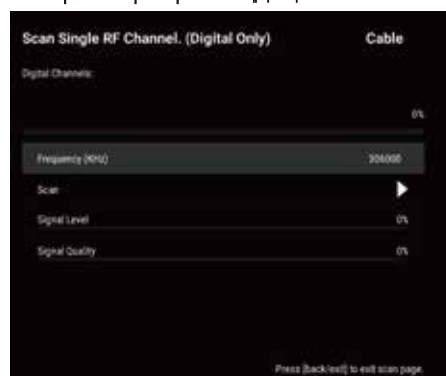 Scan Single RF Channel. (Digital Only) Cable
Digital Channels:
0%
Frequency (KHz) 306000
Scan
Signal Level 0%
Signal Quality 0%
Press [back/exit] to exit scan page.